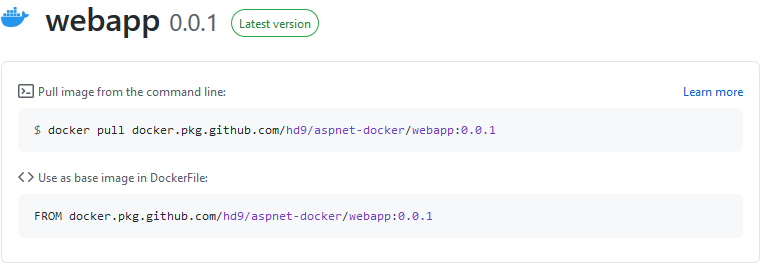 webapp 0.0.1 Latest version
Pull image from the command line: Learn more
$ docker pull docker.pkg.github.com/hd9/aspnet-docker/webapp:0.0.1
Use as base image in DockerFile:
FROM docker.pkg.github.com/hd9/aspnet-docker/webapp:0.0.1